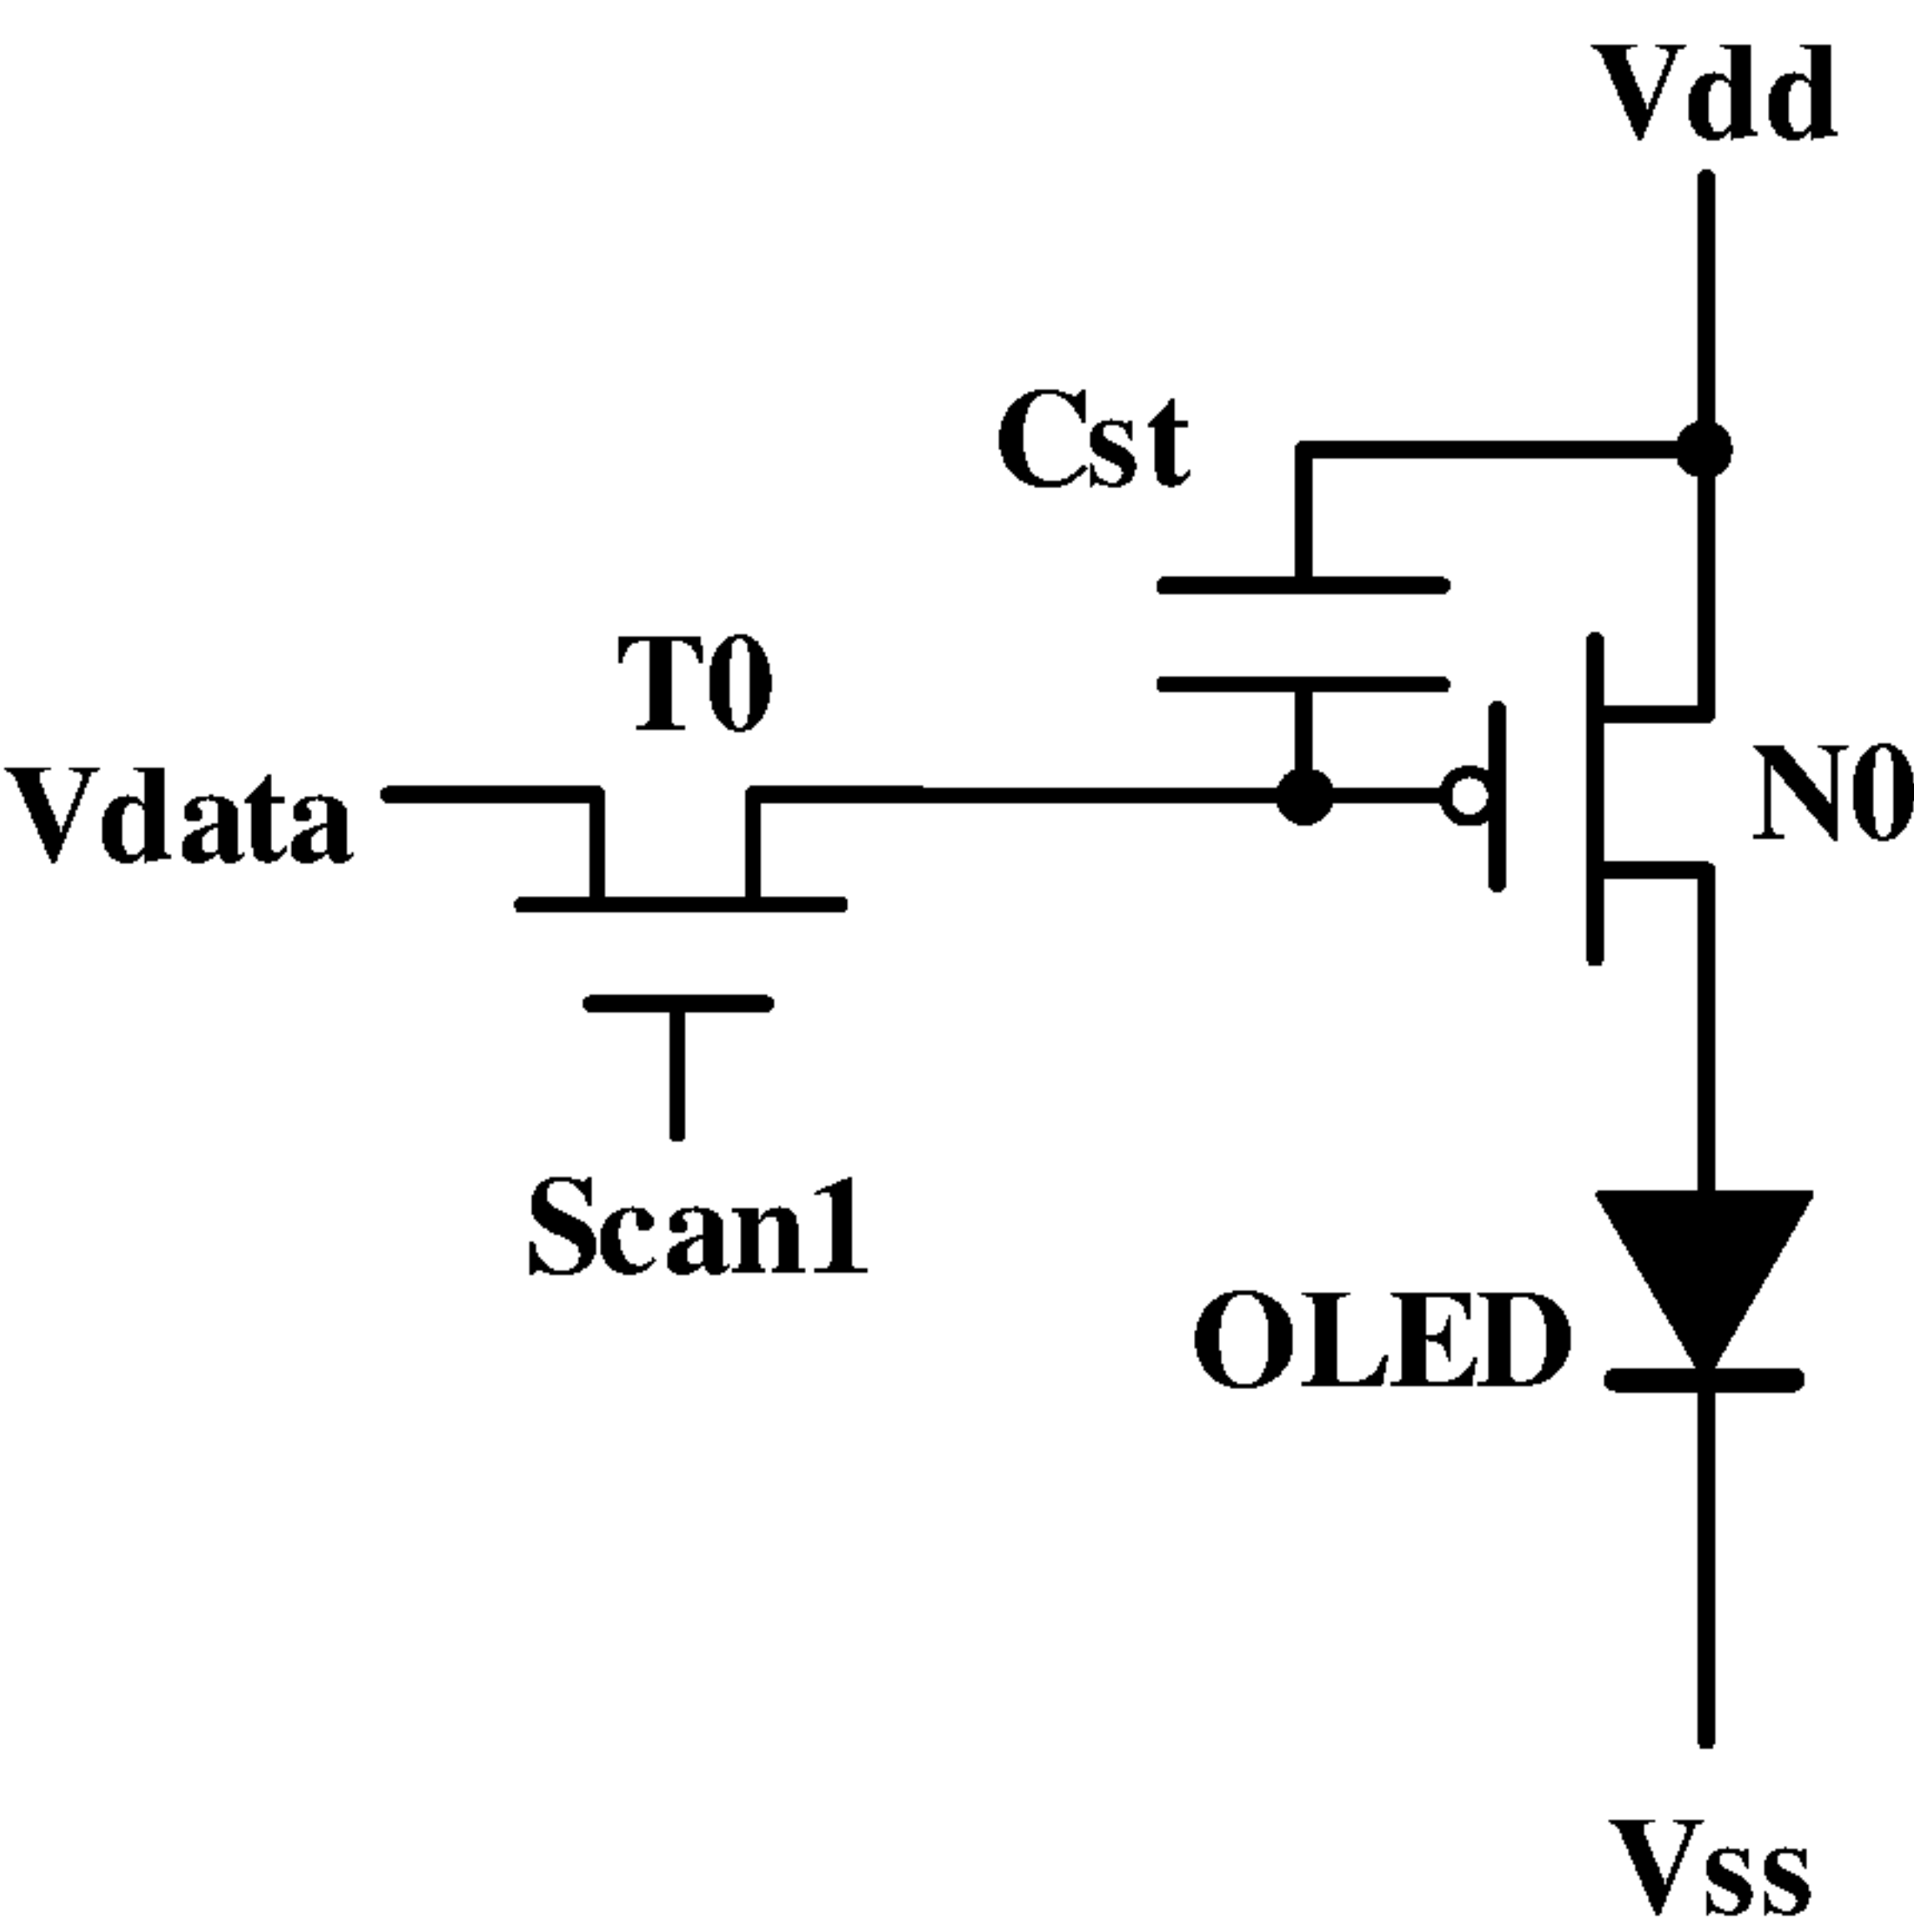 Vdd
Cst
T0
Vdata
N0
Scan1
OLED
Vss